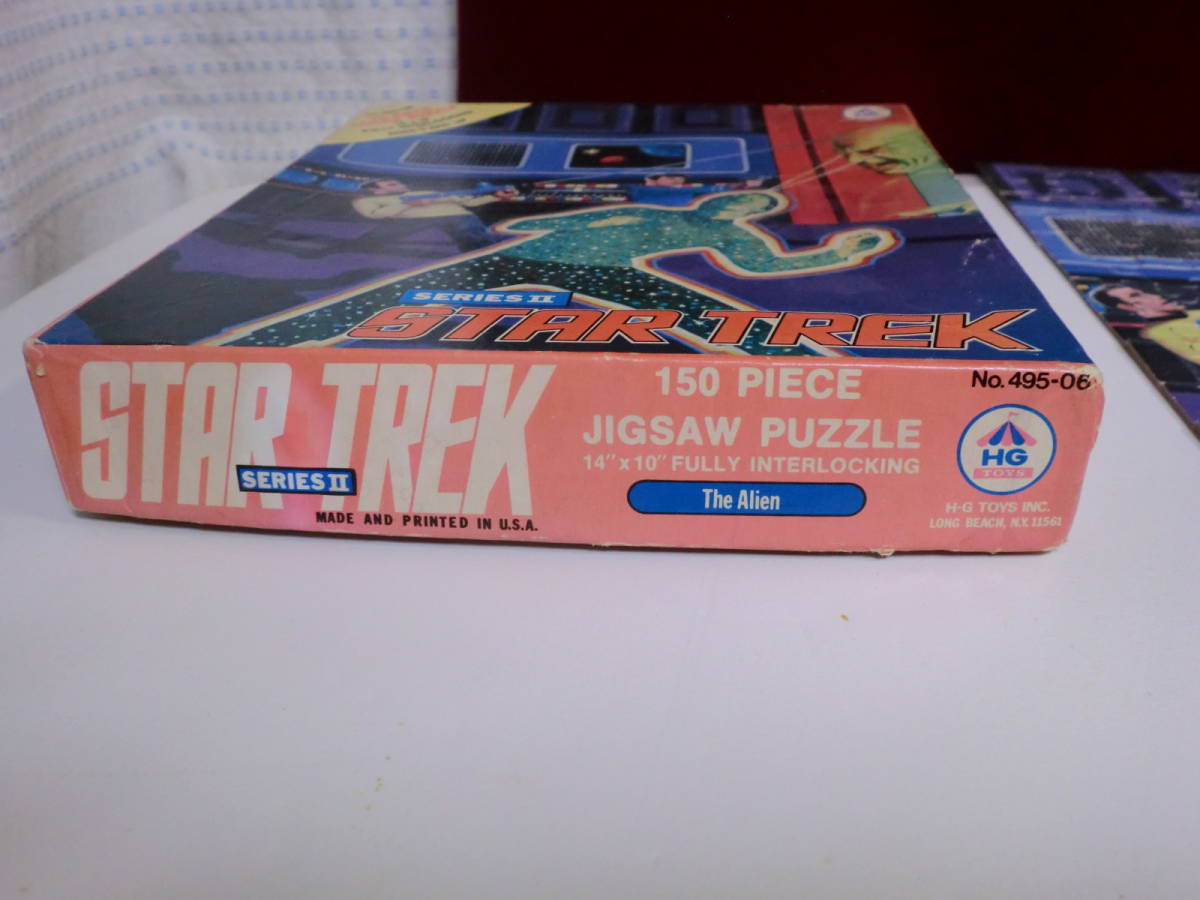 SERIES II
STAR TREK
STAR TREK
SERIES II
MADE AND PRINTED IN U.S.A.
150 PIECE
JIGSAW PUZZLE
14" x 10" FULLY INTERLOCKING
The Alien
No. 495-06
HG
TOYS
H-G TOYS INC.
LONG BEACH, N.Y. 11561